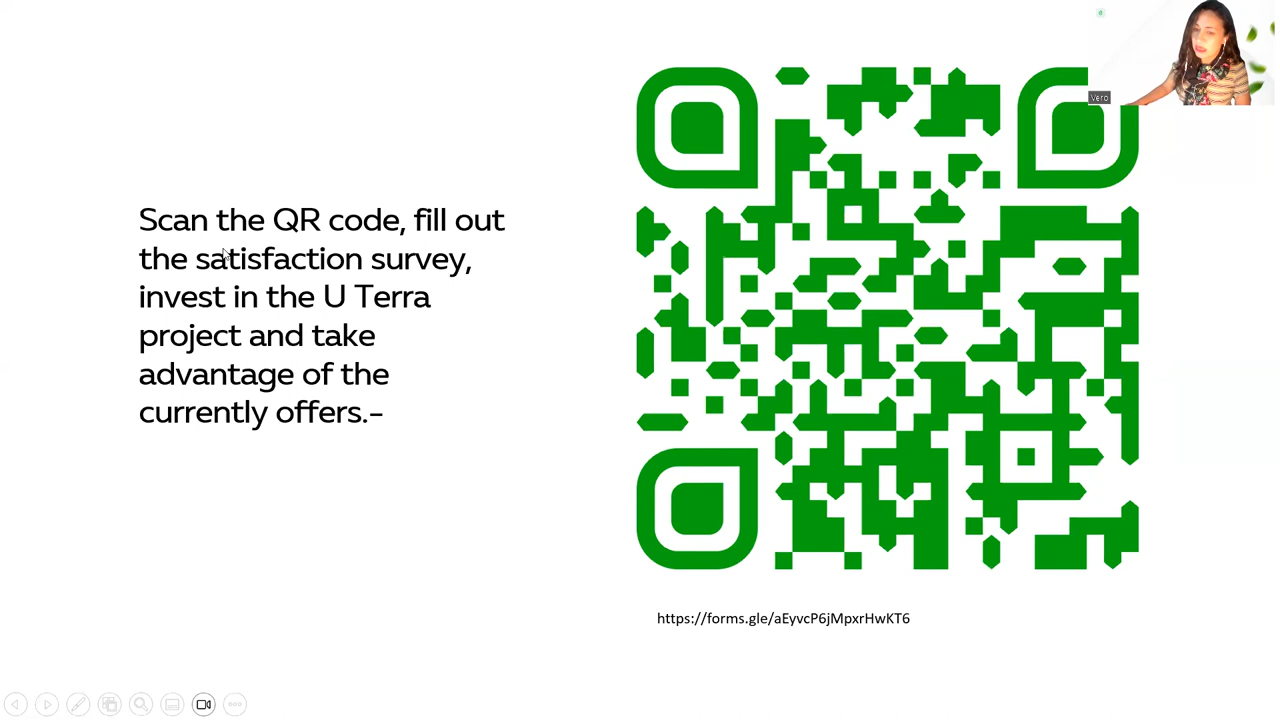 Vero
Scan the QR code, fill out
the satisfaction survey,
invest in the U Terra
project and take
advantage of the
currently offers.-
https://forms.gle/aEyvcP6jMpxrHwKT6